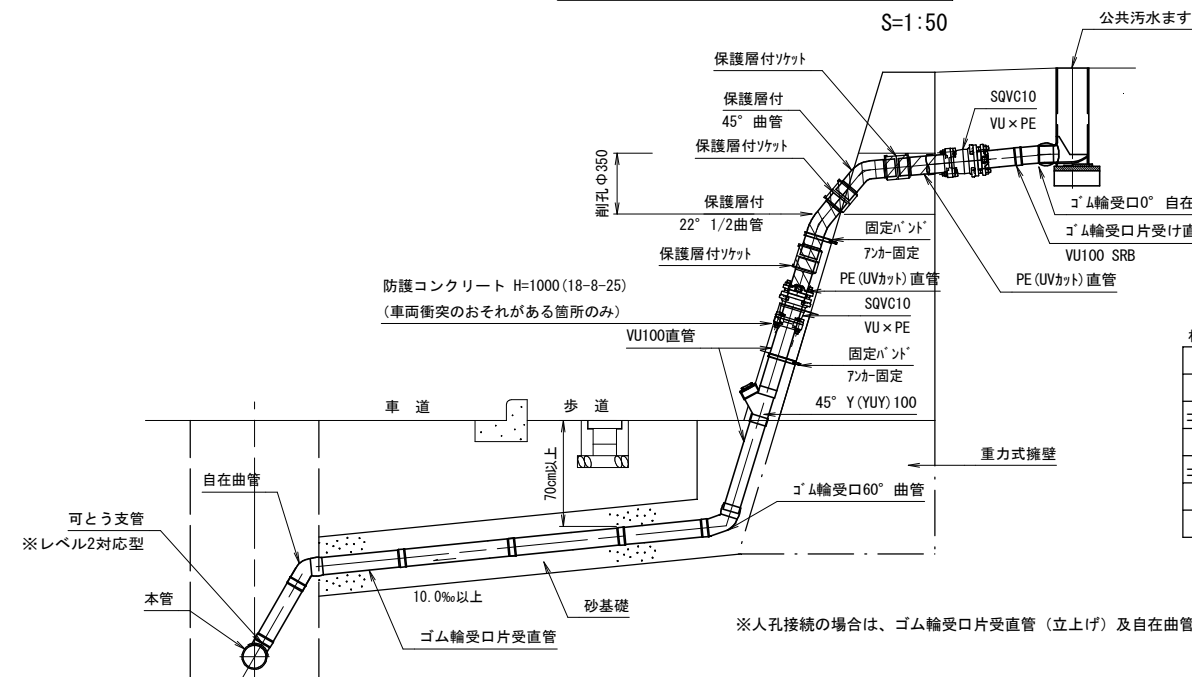 S=1:50
公共汚水ます
保護層付ｿｹｯﾄ
保護層付
45° 曲管
SQVC10
VU×PE
保護層付ｿｹｯﾄ
削孔Φ350
保護層付
22° 1/2曲管
ｺﾞﾑ輪受口0° 自在
固定ﾊﾞﾝﾄﾞ
ｱﾝｶｰ固定
ｺﾞﾑ輪受口片受け直
VU100 SRB
保護層付ｿｹｯﾄ
PE(UVｶｯﾄ)直管
PE(UVｶｯﾄ)直管
防護コンクリート H=1000(18-8-25)
(車両衝突のおそれがある箇所のみ)
SQVC10
VU×PE
VU100直管
固定ﾊﾞﾝﾄﾞ
ｱﾝｶｰ固定
車 道
歩 道
45° Y(YUY)100
70cm以上
重力式擁壁
自在曲管
ｺﾞﾑ輪受口60° 曲管
可とう支管
※レベル2対応型
本管
10.0‰以上
砂基礎
ゴム輪受口片受直管
※人孔接続の場合は、ゴム輪受口片受直管（立上げ）及自在曲管